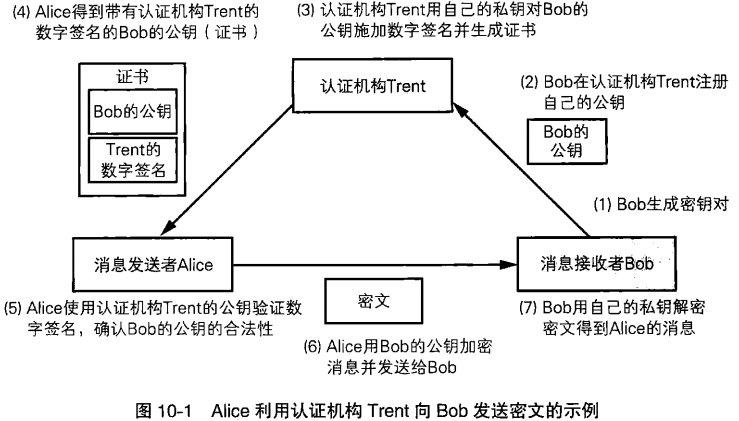 (4) Alice得到带有认证机构Trent的
数字签名的Bob的公钥（证书）
(3) 认证机构Trent用自己的私钥对Bob的
公钥施加数字签名并生成证书
证书
Bob的公钥
Trent的
数字签名
认证机构Trent
(2) Bob在认证机构Trent注册
自己的公钥
Bob的
公钥
(1) Bob生成密钥对
消息发送者Alice
消息接收者Bob
密文
(5) Alice使用认证机构Trent的公钥验证数
字签名，确认Bob的公钥的合法性
(6) Alice用Bob的公钥加密
消息并发送给Bob
(7) Bob用自己的私钥解密
密文得到Alice的消息
图 10-1 Alice 利用认证机构 Trent 向 Bob 发送密文的示例